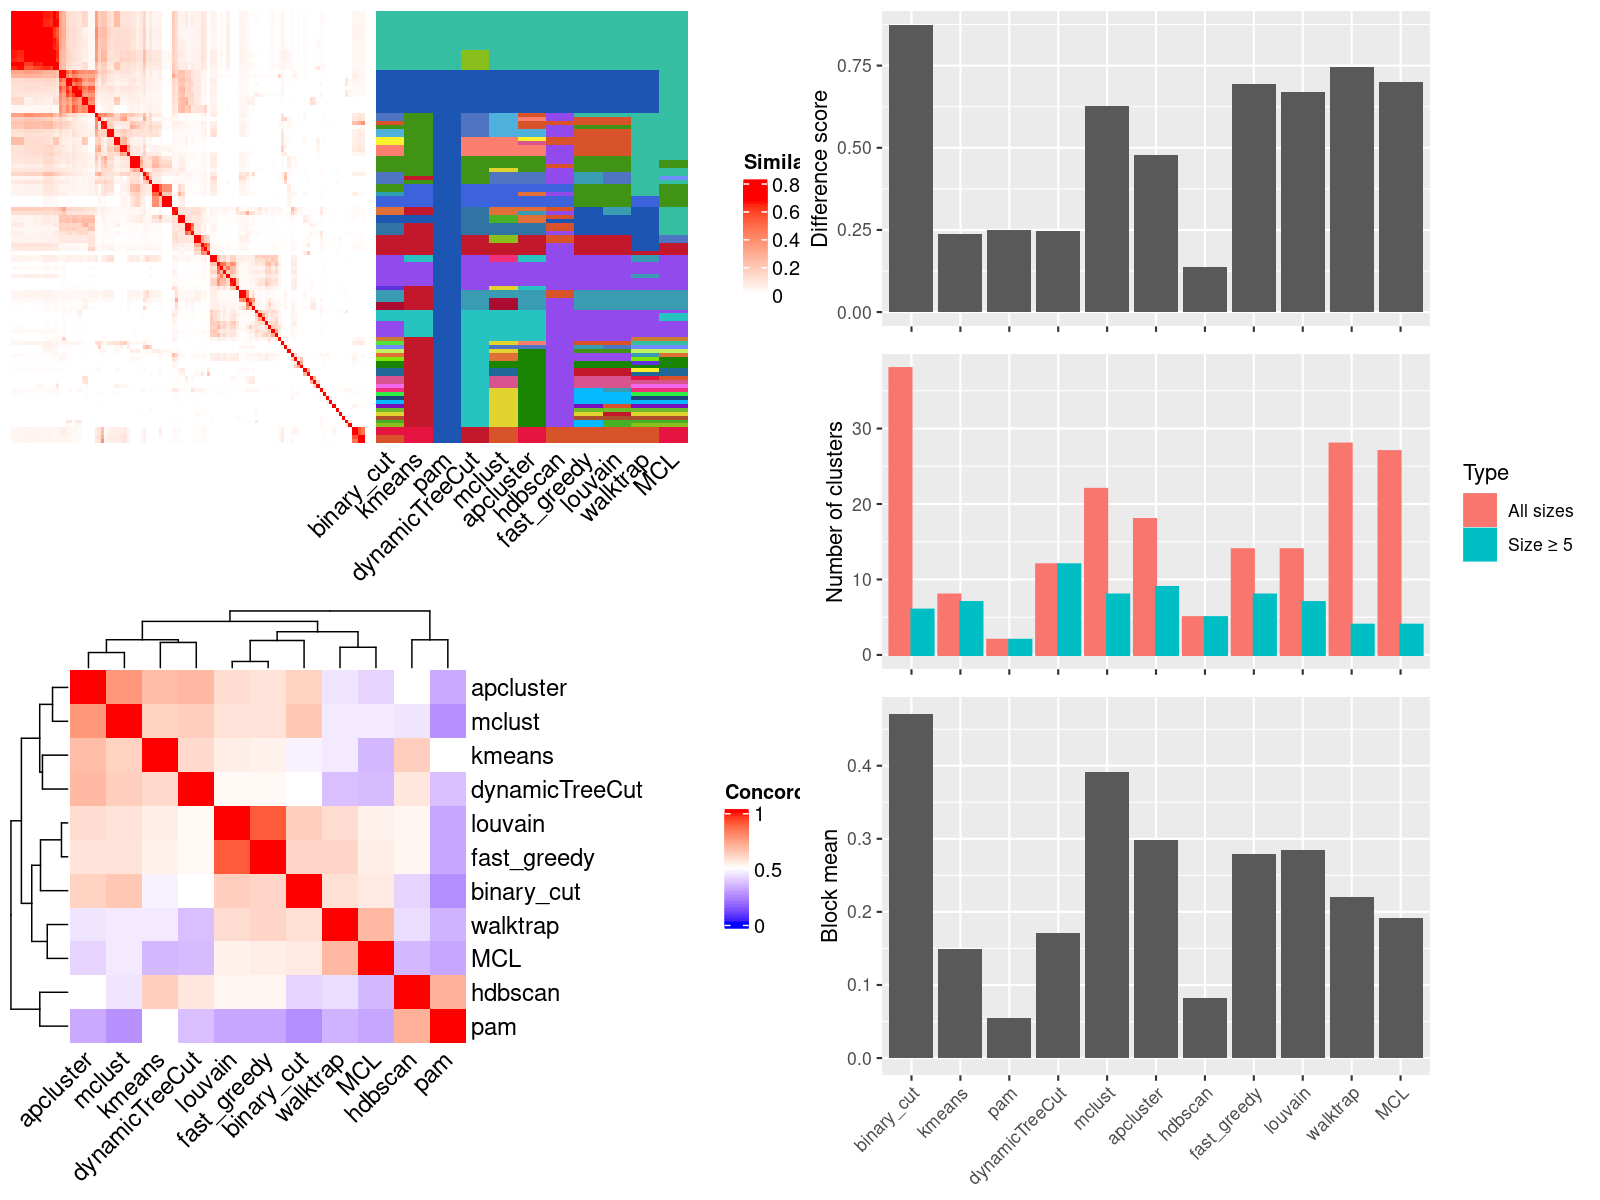 Simila
0.8
0.6
0.4
0.2
0
binary_cut
kmeans
pam
dynamicTreeCut
mclust
apcluster
hdbscan
fast_greedy
louvain
walktrap
MCL
Difference score
0.75
0.50
0.25
0.00
Number of clusters
30
20
10
0
Type
All sizes
Size ≥ 5
apcluster
mclust
kmeans
dynamicTreeCut
louvain
fast_greedy
binary_cut
walktrap
MCL
hdbscan
pam
apcluster
mclust
kmeans
dynamicTreeCut
louvain
fast_greedy
binary_cut
walktrap
MCL
hdbscan
pam
Concord
1
0.5
0
Block mean
0.4
0.3
0.2
0.1
0.0
binary_cut
kmeans
pam
dynamicTreeCut
mclust
apcluster
hdbscan
fast_greedy
louvain
walktrap
MCL